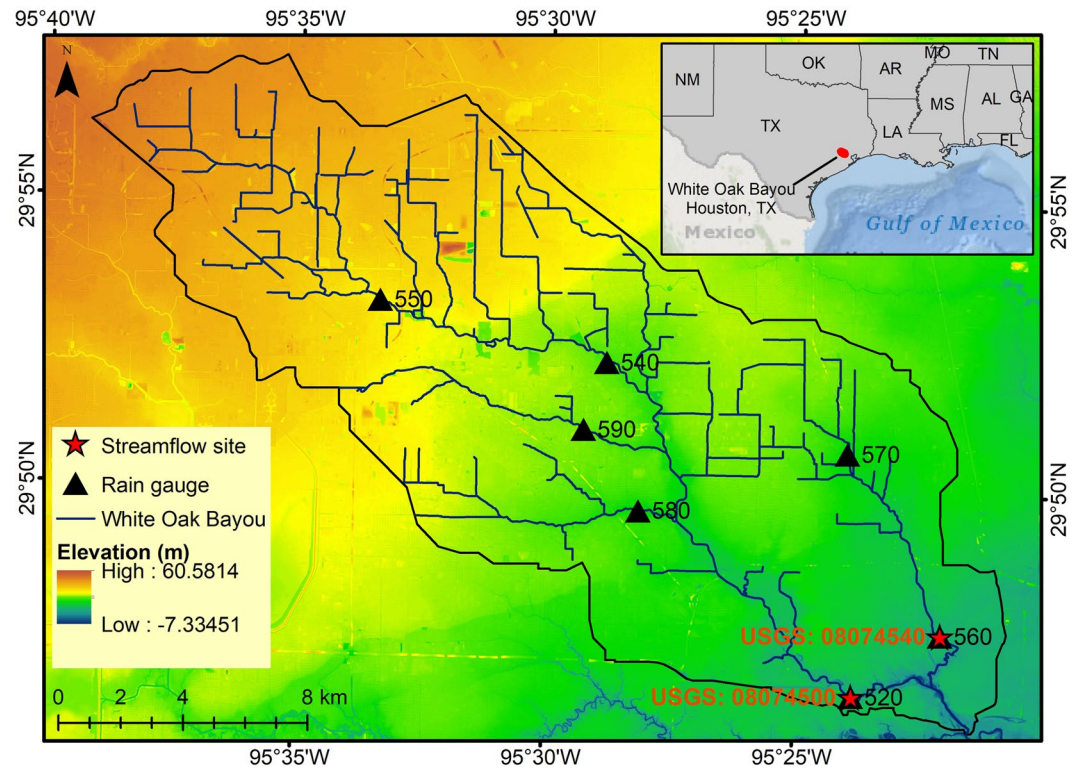 95°40'W 95°35'W 95°30'W 95°25'W
N
NM
OK
AR
MO
TN
TX
LA
MS
AL
GA
FL
White Oak Bayou
Houston, TX
Gulf of Mexico
Mexico
29°55'N
29°55'N
550
540
590
570
580
29°50'N
29°50'N
Streamflow site
Rain gauge
White Oak Bayou
Elevation (m)
High : 60.5814
Low : -7.33451
USGS: 08074540 560
USGS: 08074500 520
0 2 4 8 km
95°35'W 95°30'W 95°25'W